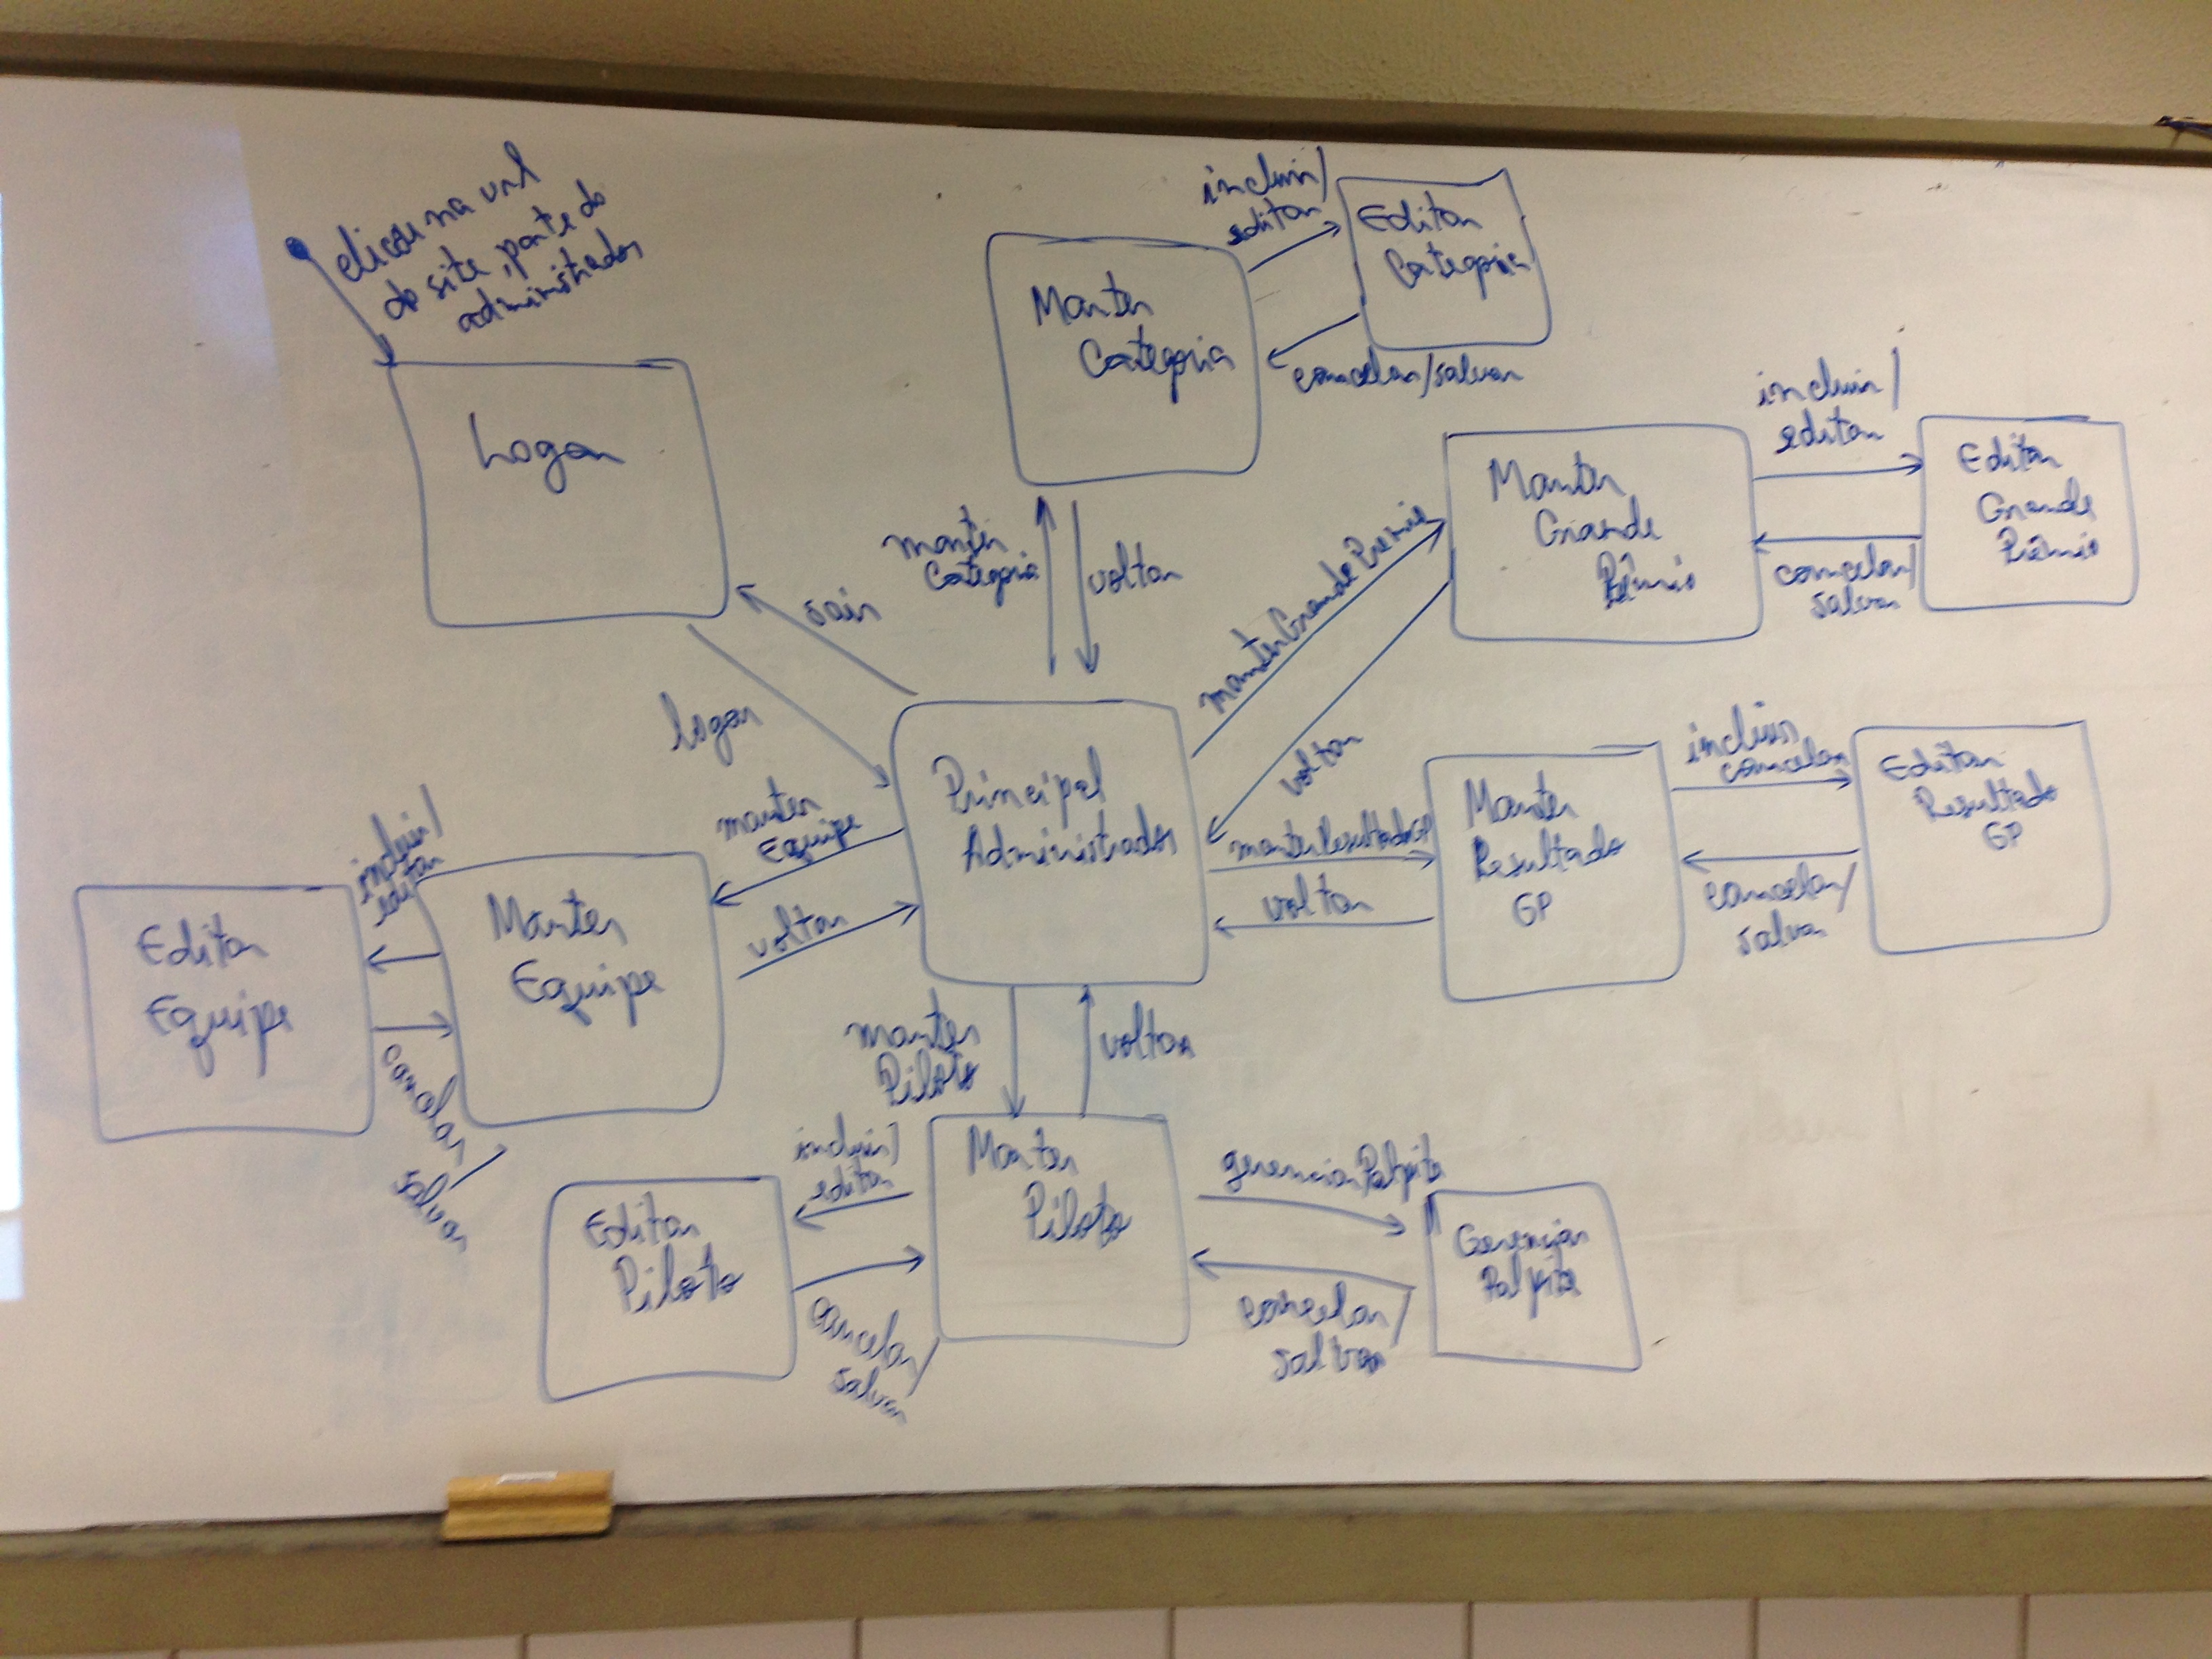 clicou na url
do site, parte do
administrador
Logar
sair
logar
manter
Categoria
voltar
Manter
Categoria
incluir/
editar
Editar
Categoria
cancelar/salvar
manterGrandePrêmio
voltar
Manter
Grande
Prêmio
incluir/
editar
Editar
Grande
Prêmio
cancelar/
salvar
Principal
Administrador
manterResultadoGP
voltar
Manter
Resultado
GP
incluir
cancelar
Editar
Resultado
GP
cancelar/
salvar
manter
Equipe
voltar
Manter
Equipe
incluir/
editar
Editar
Equipe
cancelar
salvar
manter
Piloto
voltar
Manter
Piloto
incluir/
editar
Editar
Piloto
cancelar/
salvar
gerenciarPalpite
Gerenciar
Palpite
cancelar/
salvar